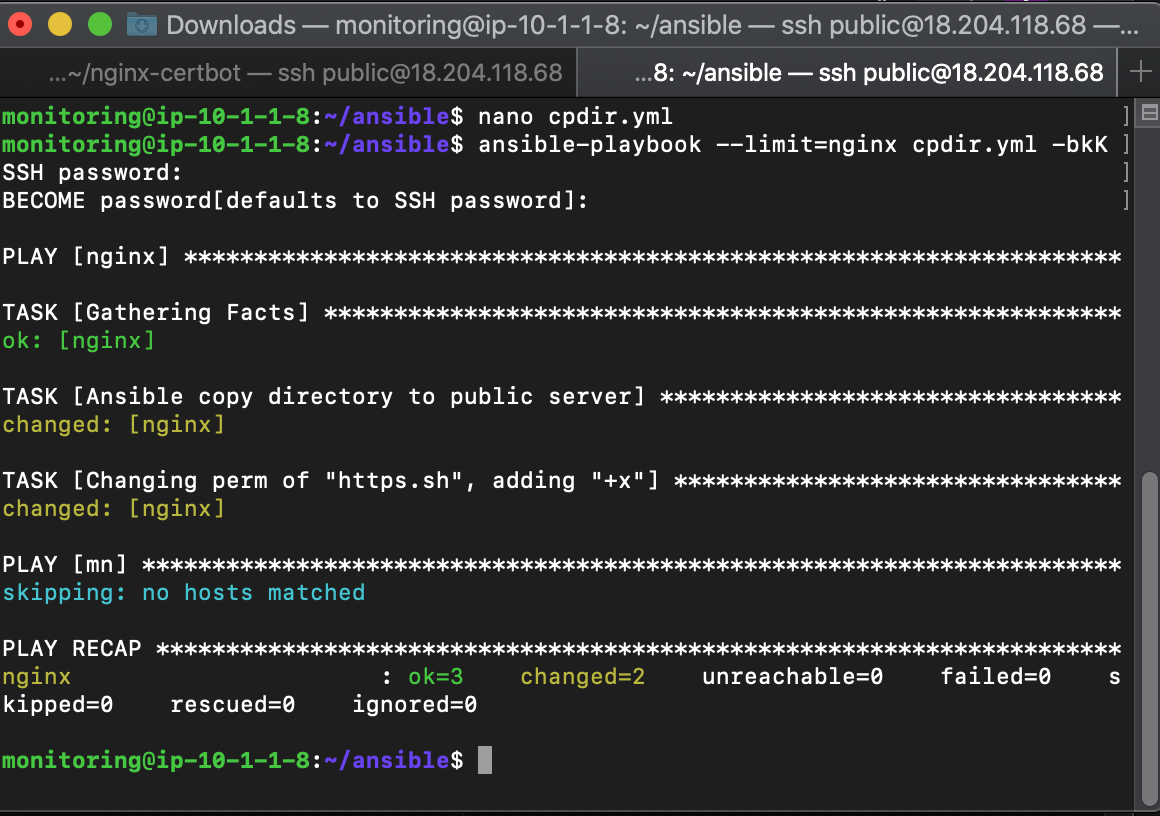 Downloads — monitoring@ip-10-1-1-8: ~/ansible — ssh public@18.204.118.68 —...
...~/nginx-certbot — ssh public@18.204.118.68
...8: ~/ansible — ssh public@18.204.118.68
monitoring@ip-10-1-1-8:~/ansible$ nano cpdir.yml ]
monitoring@ip-10-1-1-8:~/ansible$ ansible-playbook --limit=nginx cpdir.yml -bkK ]
SSH password: ]
BECOME password[defaults to SSH password]: ]
PLAY [nginx] *******************************************************************
TASK [Gathering Facts] *********************************************************
ok: [nginx]
TASK [Ansible copy directory to public server] *********************************
changed: [nginx]
TASK [Changing perm of "https.sh", adding "+x"] ********************************
changed: [nginx]
PLAY [mn] **********************************************************************
skipping: no hosts matched
PLAY RECAP *********************************************************************
nginx                      : ok=3    changed=2    unreachable=0    failed=0    s
kipped=0    rescued=0    ignored=0
monitoring@ip-10-1-1-8:~/ansible$